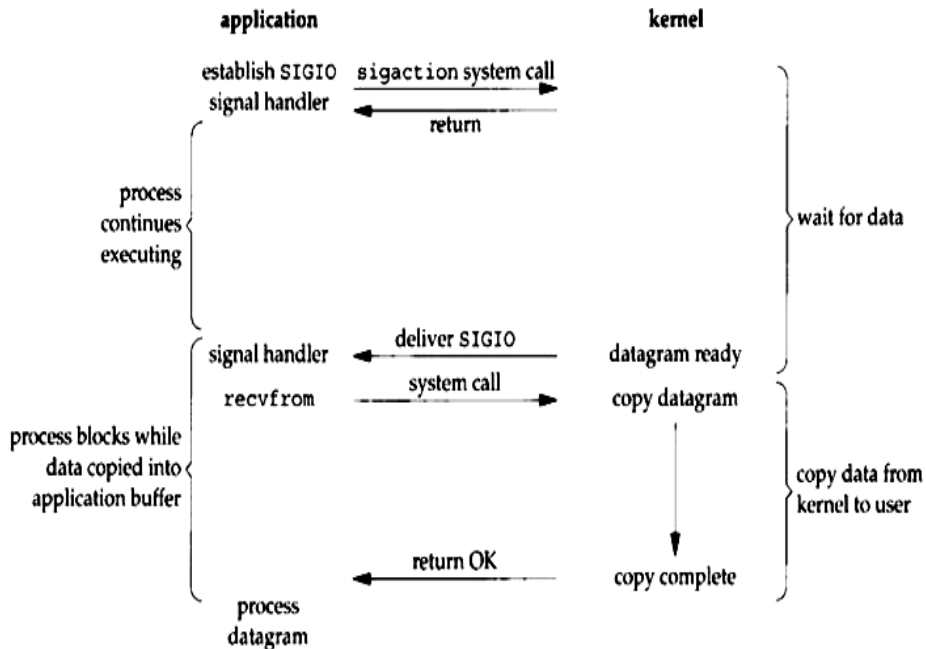 application
kernel
establish SIGIO
signal handler
sigaction system call
return
process
continues
executing
wait for data
signal handler
deliver SIGIO
datagram ready
recvfrom
system call
copy datagram
process blocks while
data copied into
application buffer
copy data from
kernel to user
return OK
copy complete
process
datagram